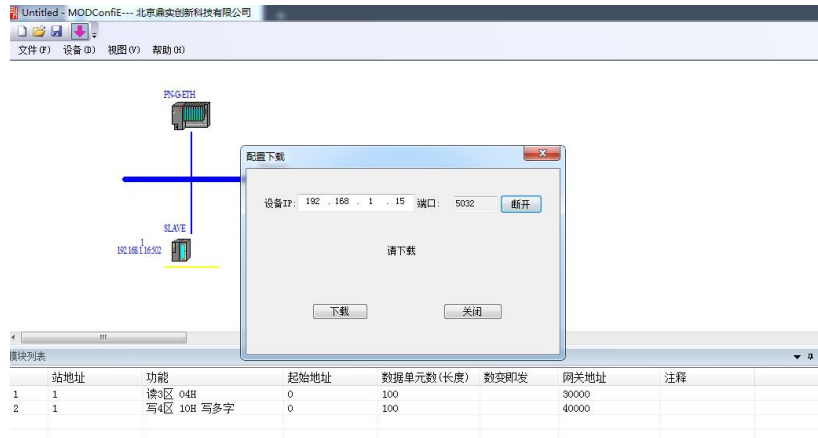 Untitled - MODConfiE--- 北京鼎实创新科技有限公司
文件(F) 设备(D) 视图(V) 帮助(H)
PN-G-ETH
配置下载
设备IP: 192 . 168 . 1 . 15 端口: 5032 断开
请下载
下载 关闭
SLAVE
1
192.168.1.16:502
模块列表
站地址 功能 起始地址 数据单元数(长度) 数变即发 网关地址 注释
1 1 读3区 04H 0 100 30000
2 1 写4区 10H 写多字 0 100 40000